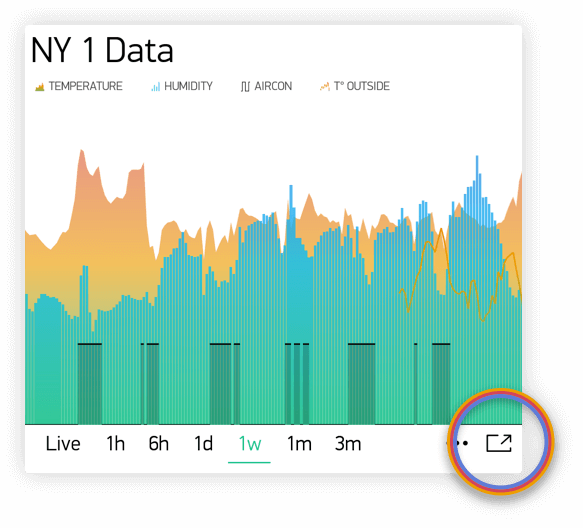 NY 1 Data
TEMPERATURE HUMIDITY AIRCON T° OUTSIDE
Live 1h 6h 1d 1w 1m 3m